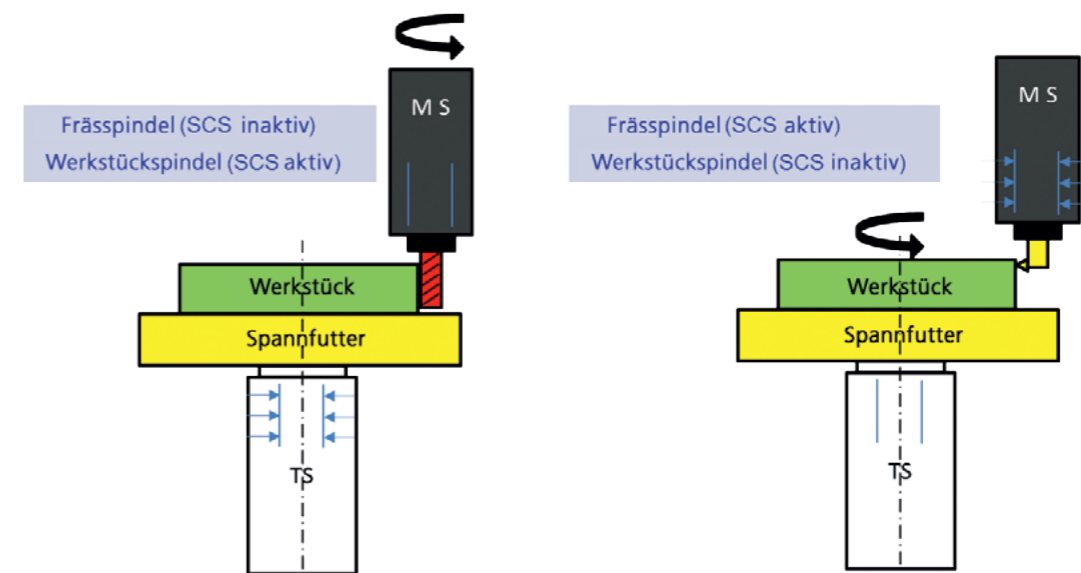 M S
Frässpindel (SCS inaktiv)
Werkstückspindel (SCS aktiv)
Werkstück
Spannfutter
TS
M S
Frässpindel (SCS aktiv)
Werkstückspindel (SCS inaktiv)
Werkstück
Spannfutter
TS